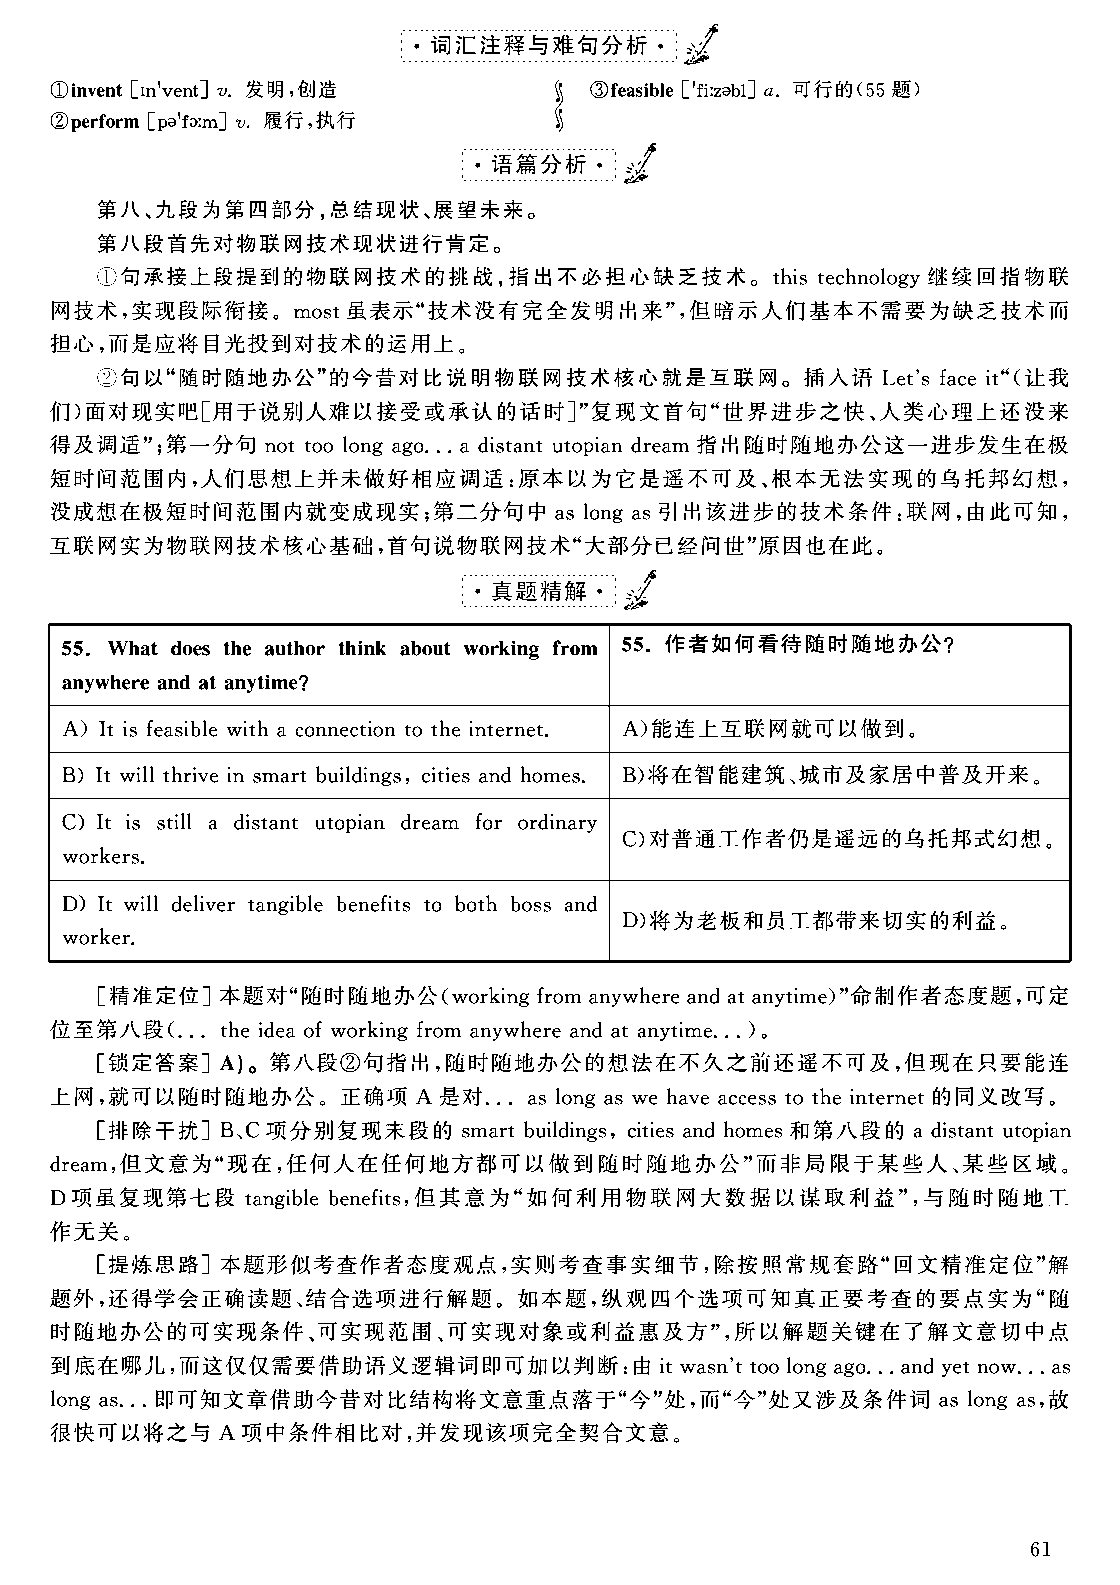 ·词汇注释与难句分析·
①invent [ɪn'vent] v. 发明,创造
②perform [pə'fɔːm] v. 履行,执行
③feasible ['fiːzəbl] a. 可行的(55 题)
·语篇分析·
第八、九段为第四部分,总结现状、展望未来。
第八段首先对物联网技术现状进行肯定。
①句承接上段提到的物联网技术的挑战,指出不必担心缺乏技术。this technology 继续回指物联
网技术,实现段际衔接。most 虽表示“技术没有完全发明出来”,但暗示人们基本不需要为缺乏技术而
担心,而是应将目光投到对技术的运用上。
②句以“随时随地办公”的今昔对比说明物联网技术核心就是互联网。插入语 Let's face it“(让我
们)面对现实吧[用于说别人难以接受或承认的话时]”复现文首句“世界进步之快、人类心理上还没来
得及调适”;第一分句 not too long ago... a distant utopian dream 指出随时随地办公这一进步发生在极
短时间范围内,人们思想上并未做好相应调适:原本以为它是遥不可及、根本无法实现的乌托邦幻想,
没成想在极短时间范围内就变成现实;第二分句中 as long as 引出该进步的技术条件:联网,由此可知,
互联网实为物联网技术核心基础,首句说物联网技术“大部分已经问世”原因也在此。
·真题精解·
55. What does the author think about working from
anywhere and at anytime?
55. 作者如何看待随时随地办公?
A) It is feasible with a connection to the internet.
A)能连上互联网就可以做到。
B) It will thrive in smart buildings, cities and homes.
B)将在智能建筑、城市及家居中普及开来。
C) It is still a distant utopian dream for ordinary
workers.
C)对普通工作者仍是遥远的乌托邦式幻想。
D) It will deliver tangible benefits to both boss and
worker.
D)将为老板和员工都带来切实的利益。
[精准定位] 本题对“随时随地办公(working from anywhere and at anytime)”命制作者态度题,可定
位至第八段(... the idea of working from anywhere and at anytime...)。
[锁定答案] A)。第八段②句指出,随时随地办公的想法在不久之前还遥不可及,但现在只要能连
上网,就可以随时随地办公。正确项 A 是对... as long as we have access to the internet 的同义改写。
[排除干扰] B、C 项分别复现末段的 smart buildings, cities and homes 和第八段的 a distant utopian
dream,但文意为“现在,任何人在任何地方都可以做到随时随地办公”而非局限于某些人、某些区域。
D 项虽复现第七段 tangible benefits,但其意为“如何利用物联网大数据以谋取利益”,与随时随地工
作无关。
[提炼思路] 本题形似考查作者态度观点,实则考查事实细节,除按照常规套路“回文精准定位”解
题外,还得学会正确读题、结合选项进行解题。如本题,纵观四个选项可知真正要考查的要点实为“随
时随地办公的可实现条件、可实现范围、可实现对象或利益惠及方”,所以解题关键在了解文意切中点
到底在哪儿,而这仅仅需要借助语义逻辑词即可加以判断:由 it wasn't too long ago... and yet now... as
long as... 即可知文章借助今昔对比结构将文意重点落于“今”处,而“今”处又涉及条件词 as long as,故
很快可以将之与 A 项中条件相比对,并发现该项完全契合文意。
61